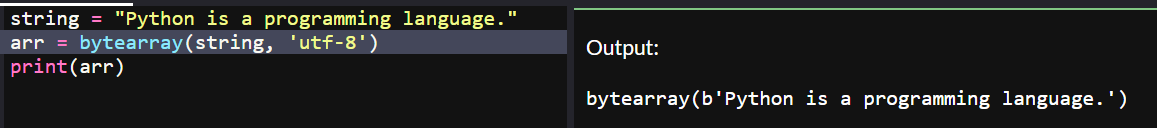 string = "Python is a programming language."
arr = bytearray(string, 'utf-8')
print(arr)
Output:
bytearray(b'Python is a programming language.')